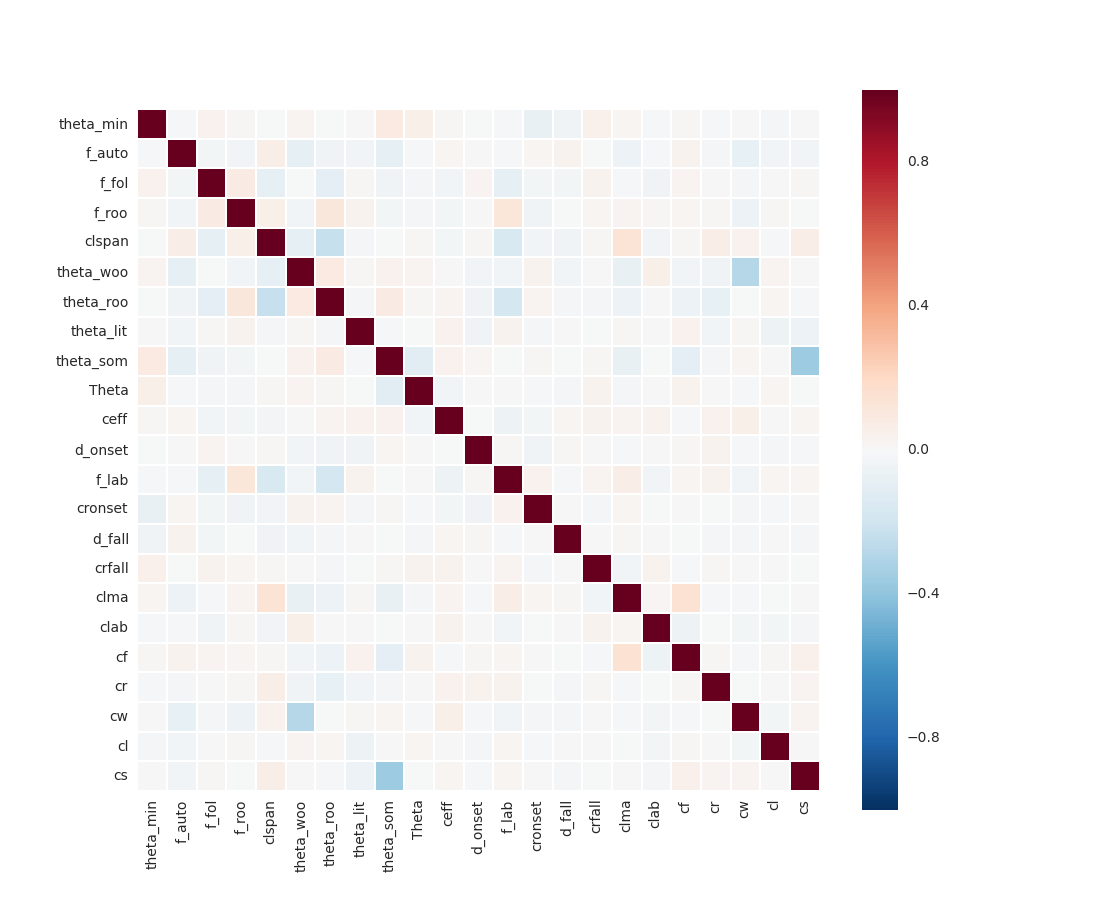 theta_min
f_auto
f_fol
f_roo
clspan
theta_woo
theta_roo
theta_lit
theta_som
Theta
ceff
d_onset
f_lab
cronset
d_fall
crfall
clma
clab
cf
cr
cw
cl
cs
theta_min
f_auto
f_fol
f_roo
clspan
theta_woo
theta_roo
theta_lit
theta_som
Theta
ceff
d_onset
f_lab
cronset
d_fall
crfall
clma
clab
cf
cr
cw
cl
cs
0.8
0.4
0.0
−0.4
−0.8